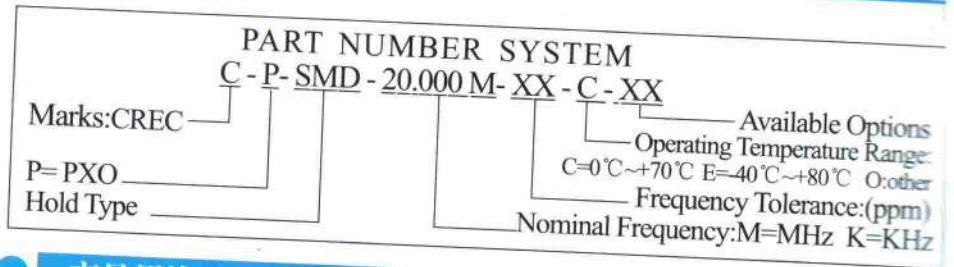 PART NUMBER SYSTEM
C - P- SMD - 20.000 M- XX - C - XX
Marks:CREC
Available Options
Operating Temperature Range:
P=PXO
C=0℃~+70℃ E=-40℃~+80℃ O:other
Hold Type
Frequency Tolerance:(ppm)
Nominal Frequency:M=MHz K=KHz